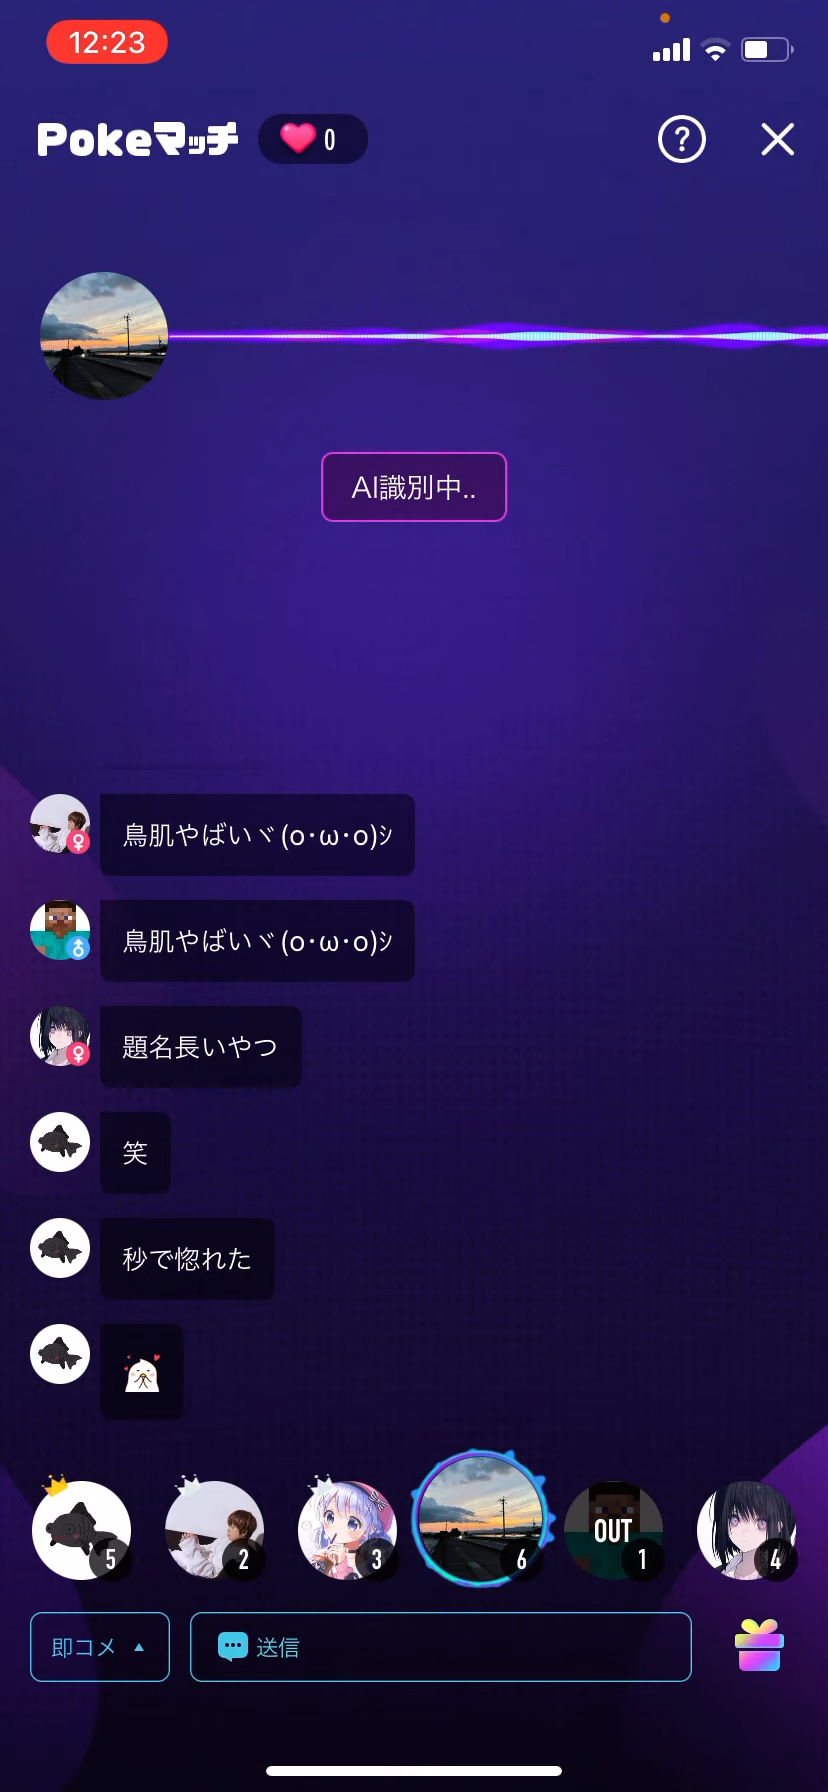 12:23
Pokeマッチ
0
?
AI識別中..
鳥肌やばいヾ(o･ω･o)ｼ
鳥肌やばいヾ(o･ω･o)ｼ
題名長いやつ
笑
秒で惚れた
5
2
3
6
OUT
1
4
即コメ
送信